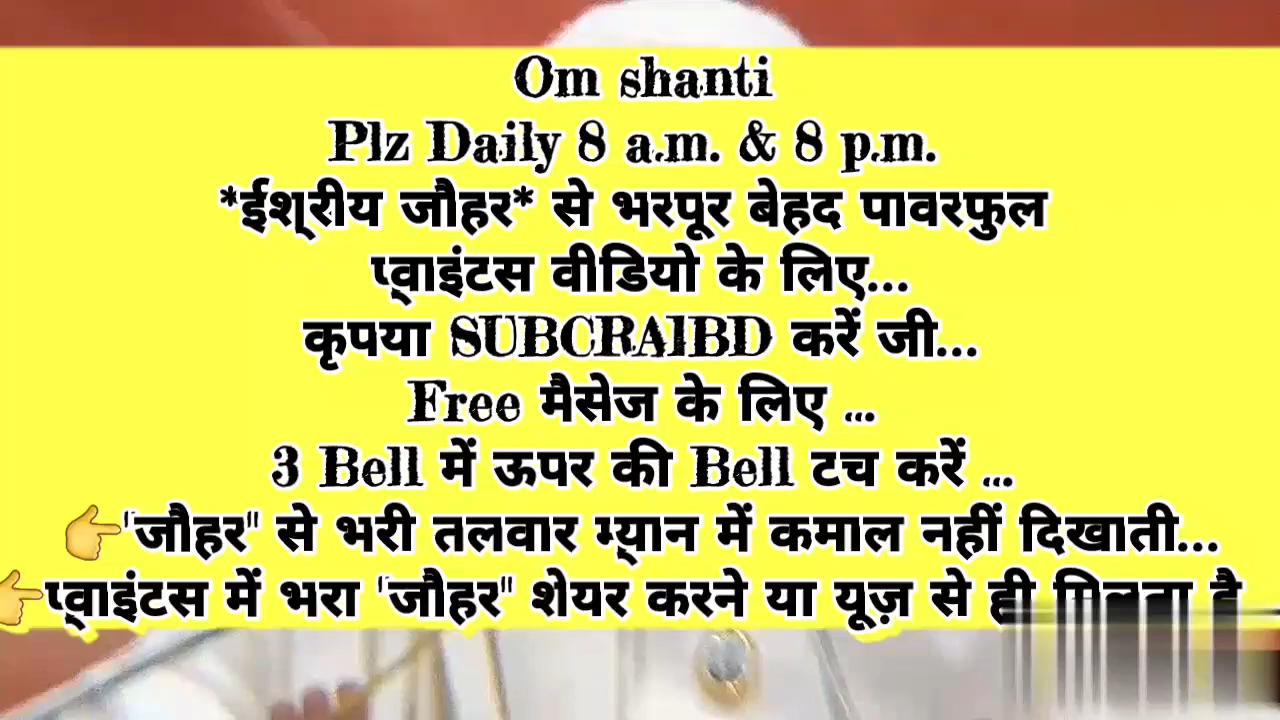 Om shanti
Plz Daily 8 a.m. & 8 p.m.
*ईश्रीय जौहर* से भरपूर बेहद पावरफुल
प्वाइंटस वीडियो के लिए...
कृपया SUBCRAIBD करें जी...
Free मैसेज के लिए ...
3 Bell में ऊपर की Bell टच करें ...
👉"जौहर" से भरी तलवार म्यान में कमाल नहीं दिखाती...
👉प्वाइंटस में भरा "जौहर" शेयर करने या यूज़ से ही मिलता है